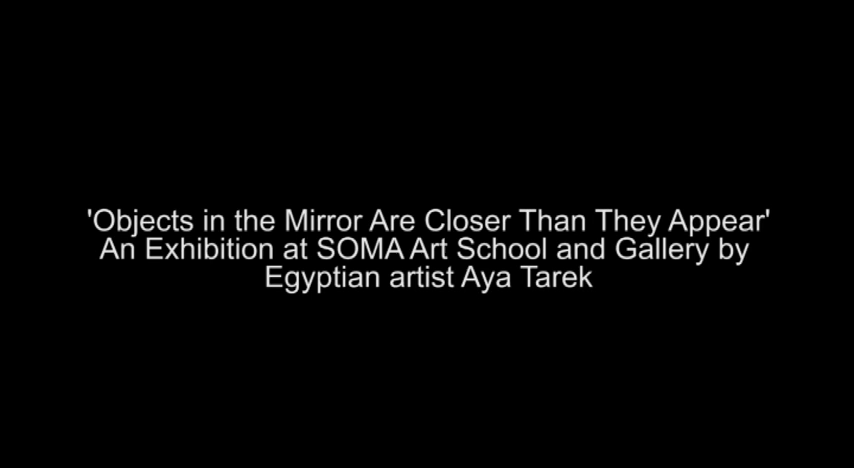 'Objects in the Mirror Are Closer Than They Appear'
An Exhibition at SOMA Art School and Gallery by
Egyptian artist Aya Tarek